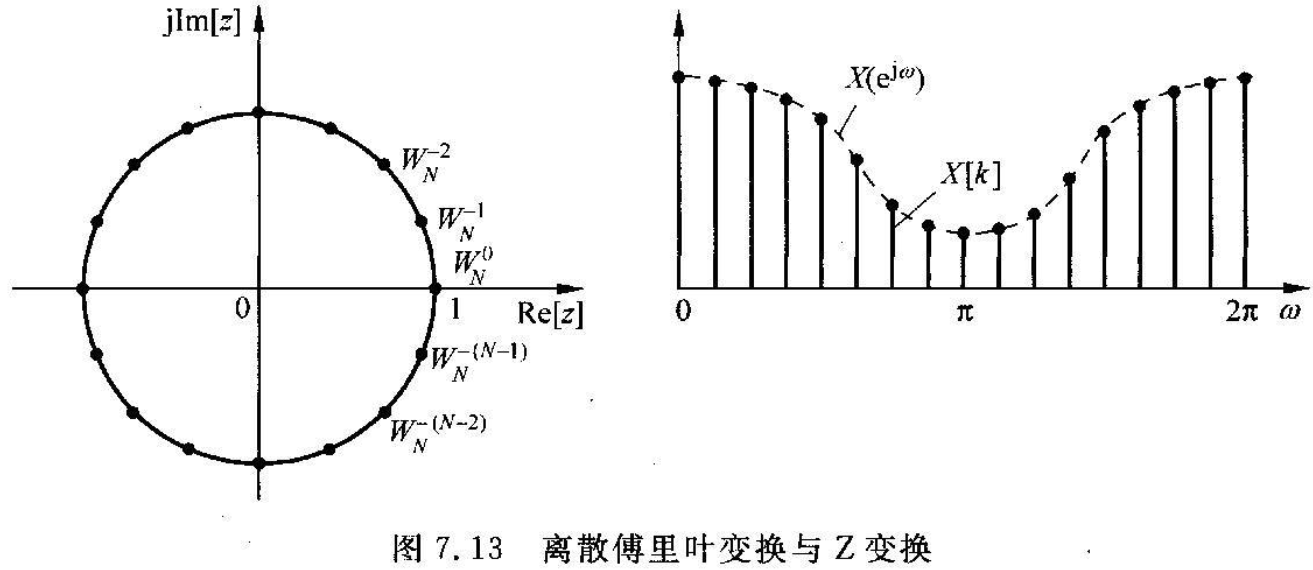 jIm[z]
W_N^{-2}
W_N^{-1}
W_N^0
0
1
Re[z]
W_N^{-(N-1)}
W_N^{-(N-2)}
X(e^{jω})
X[k]
0
π
2π
ω
图 7.13 离散傅里叶变换与 Z 变换